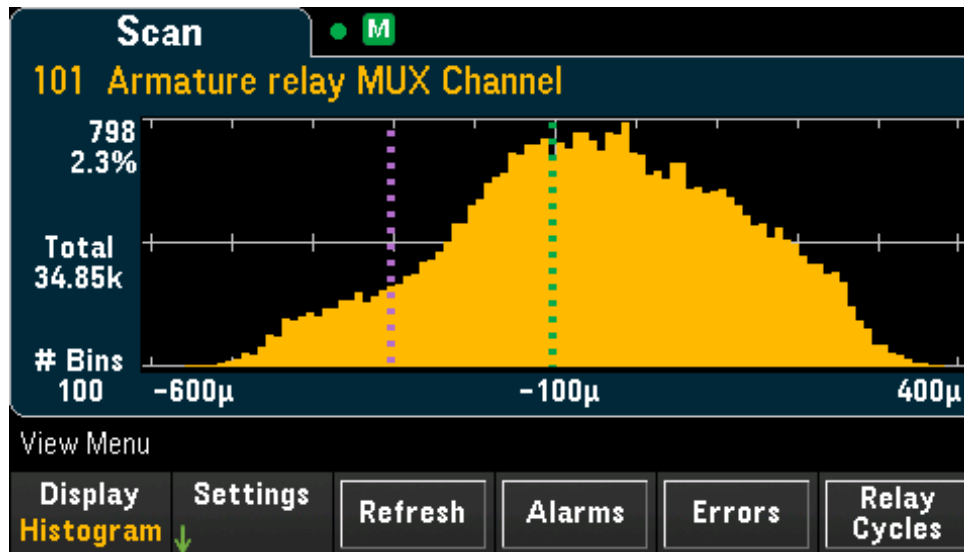 Scan
M
101 Armature relay MUX Channel
798
2.3%
Total
34.85k
# Bins
100
-600µ
-100µ
400µ
View Menu
Display
Histogram
Settings
Refresh
Alarms
Errors
Relay
Cycles